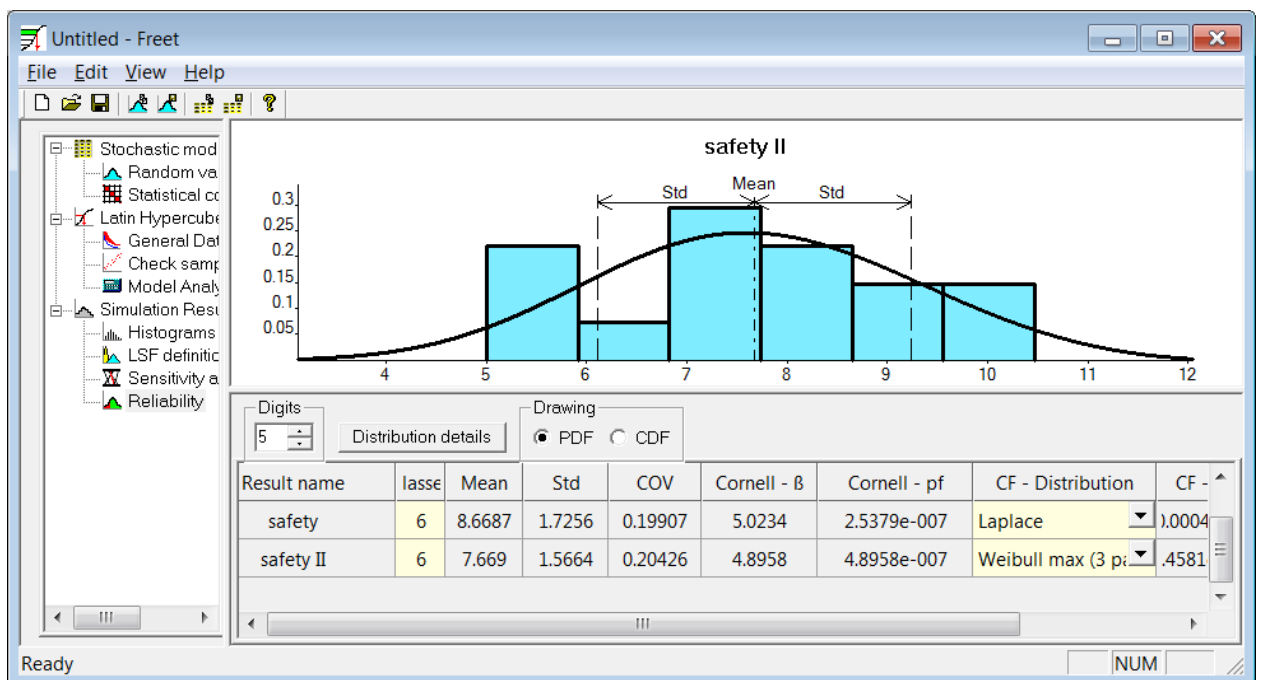 Untitled - Freet
File Edit View Help
Stochastic mod
Random va
Statistical co
Latin Hypercube
General Dat
Check samp
Model Analy
Simulation Resu
Histograms
LSF definitic
Sensitivity a
Reliability
safety II
Std Mean Std
0.3
0.25
0.2
0.15
0.1
0.05
4 5 6 7 8 9 10 11 12
Digits
5
Distribution details
Drawing
PDF CDF
Result name lasse Mean Std COV Cornell - ß Cornell - pf CF - Distribution CF -
safety 6 8.6687 1.7256 0.19907 5.0234 2.5379e-007 Laplace ).0004
safety II 6 7.669 1.5664 0.20426 4.8958 4.8958e-007 Weibull max (3 pa .4581
Ready NUM